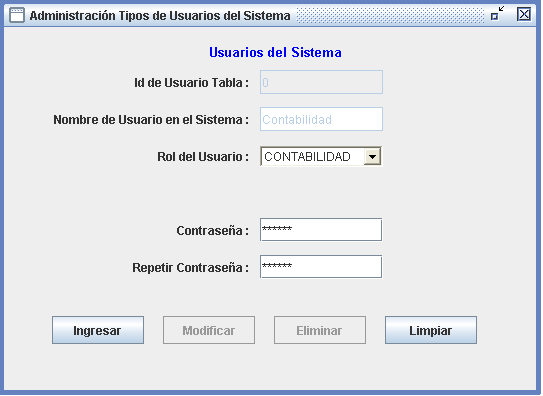 Administración Tipos de Usuarios del Sistema
Usuarios del Sistema
Id de Usuario Tabla : 0
Nombre de Usuario en el Sistema : Contabilidad
Rol del Usuario : CONTABILIDAD
Contraseña : ******
Repetir Contraseña : ******
Ingresar Modificar Eliminar Limpiar